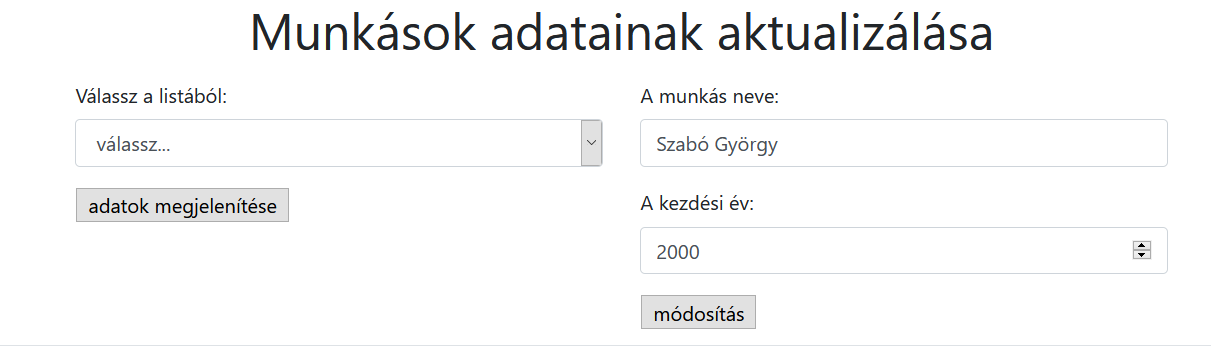 Munkások adatainak aktualizálása
Válassz a listából:
válassz...
adatok megjelenítése
A munkás neve:
Szabó György
A kezdési év:
2000
módosítás